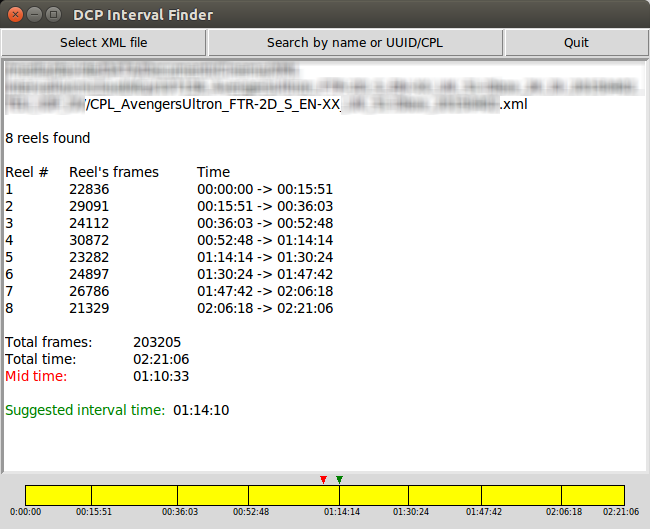 DCP Interval Finder
Select XML file Search by name or UUID/CPL Quit
/CPL_AvengersUltron_FTR-2D_S_EN-XX_ .xml
8 reels found
Reel # Reel's frames Time
1 22836 00:00:00 -> 00:15:51
2 29091 00:15:51 -> 00:36:03
3 24112 00:36:03 -> 00:52:48
4 30872 00:52:48 -> 01:14:14
5 23282 01:14:14 -> 01:30:24
6 24897 01:30:24 -> 01:47:42
7 26786 01:47:42 -> 02:06:18
8 21329 02:06:18 -> 02:21:06
Total frames: 203205
Total time: 02:21:06
Mid time: 01:10:33
Suggested interval time: 01:14:10
0:00:00 00:15:51 00:36:03 00:52:48 01:14:14 01:30:24 01:47:42 02:06:18 02:21:06